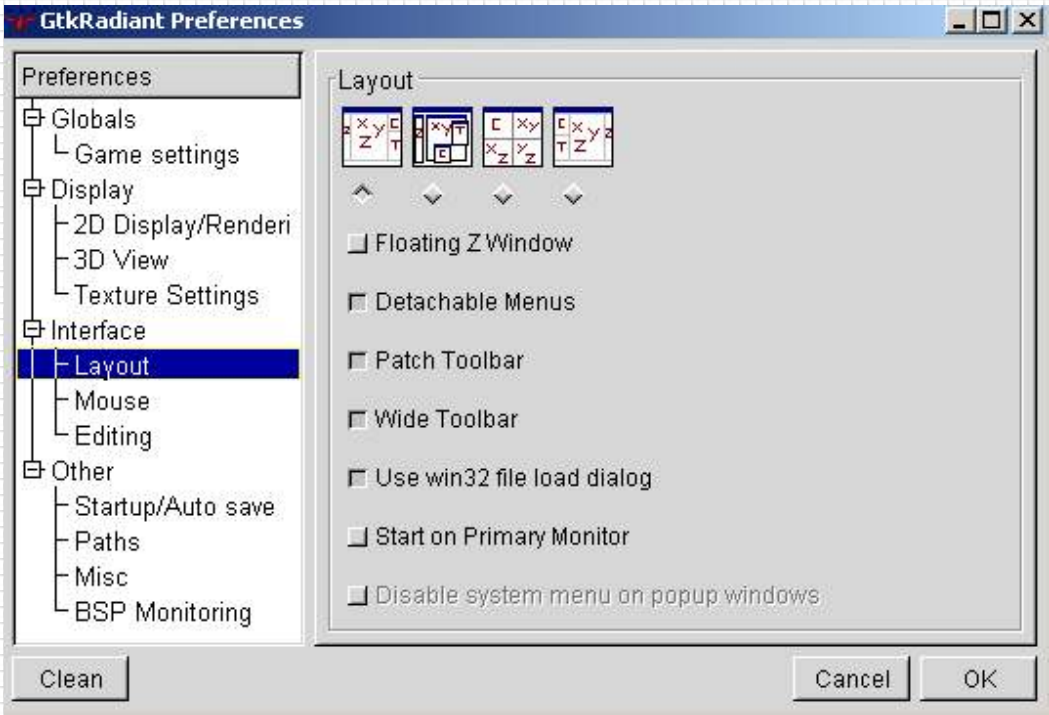 GtkRadiant Preferences
Preferences
Globals
Game settings
Display
2D Display/Renderi
3D View
Texture Settings
Interface
Layout
Mouse
Editing
Other
Startup/Auto save
Paths
Misc
BSP Monitoring
Layout
Z X Y Z C T
Z X Y T C
C X Y X Z Y Z
C T X Y Z Z
Floating Z Window
Detachable Menus
Patch Toolbar
Wide Toolbar
Use win32 file load dialog
Start on Primary Monitor
Disable system menu on popup windows
Clean
Cancel
OK